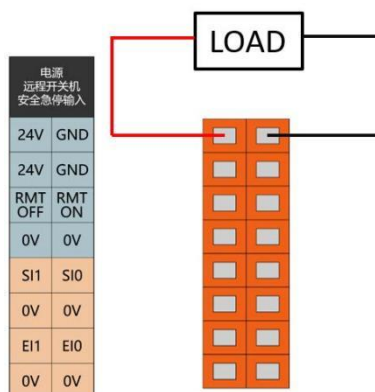 LOAD
电源
远程开关机
安全急停输入
24V GND
24V GND
RMT RMT
OFF ON
0V 0V
SI1 SI0
0V 0V
EI1 EI0
0V 0V